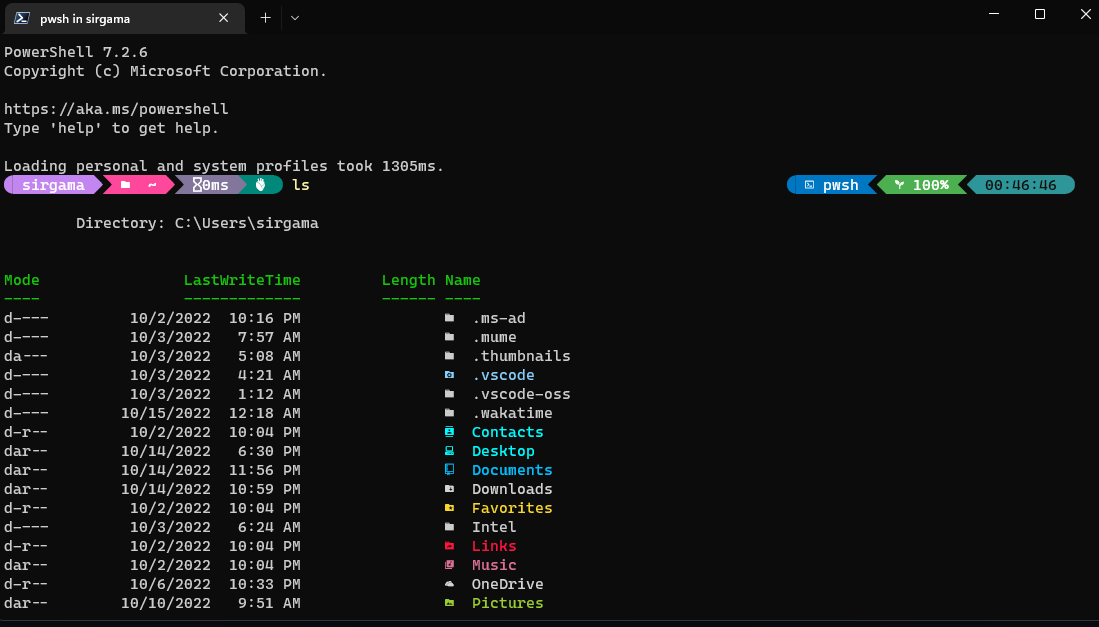 pwsh in sirgama
PowerShell 7.2.6
Copyright (c) Microsoft Corporation.
https://aka.ms/powershell
Type 'help' to get help.
Loading personal and system profiles took 1305ms.
sirgama ~ 0ms ls pwsh 100% 00:46:46
Directory: C:\Users\sirgama
Mode LastWriteTime Length Name
---- ------------- ------ ----
d---- 10/2/2022 10:16 PM .ms-ad
d---- 10/3/2022 7:57 AM .mume
da--- 10/3/2022 5:08 AM .thumbnails
d---- 10/3/2022 4:21 AM .vscode
d---- 10/3/2022 1:12 AM .vscode-oss
d---- 10/15/2022 12:18 AM .wakatime
d-r-- 10/2/2022 10:04 PM Contacts
dar-- 10/14/2022 6:30 PM Desktop
dar-- 10/14/2022 11:56 PM Documents
dar-- 10/14/2022 10:59 PM Downloads
d-r-- 10/2/2022 10:04 PM Favorites
d---- 10/3/2022 6:24 AM Intel
d-r-- 10/2/2022 10:04 PM Links
dar-- 10/2/2022 10:04 PM Music
d-r-- 10/6/2022 10:33 PM OneDrive
dar-- 10/10/2022 9:51 AM Pictures